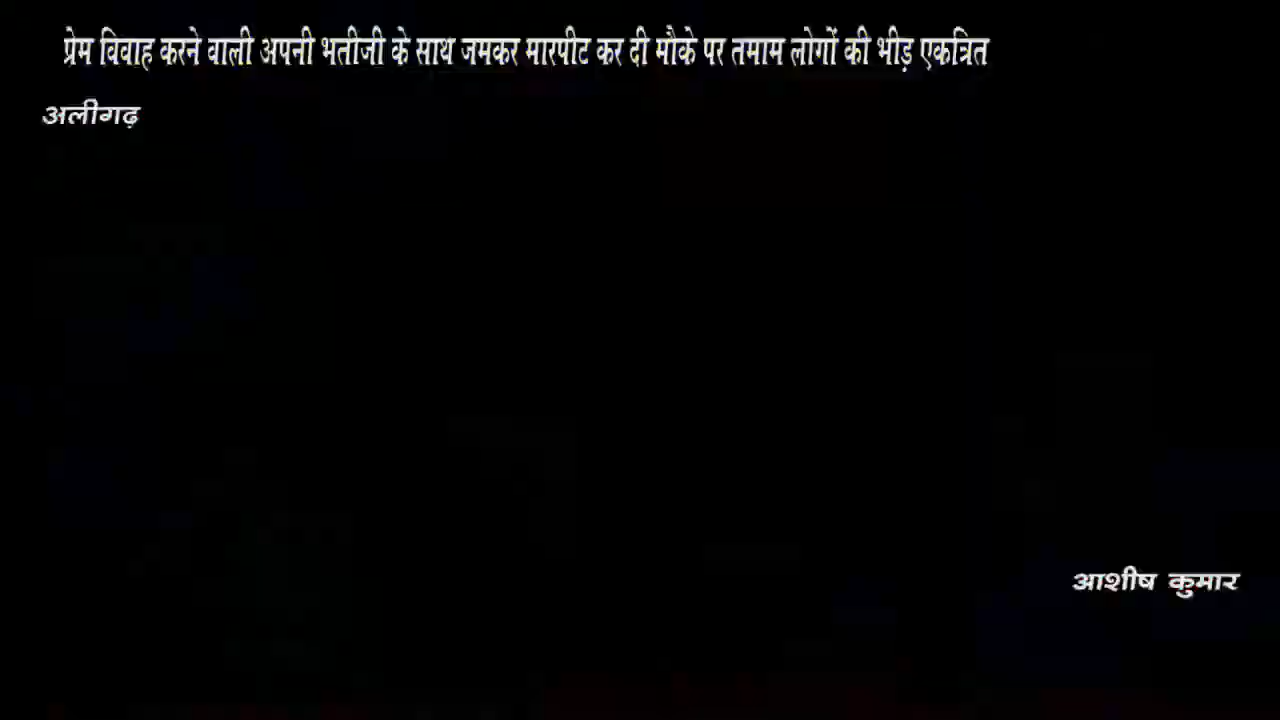 प्रेम विवाह करने वाली अपनी भतीजी के साथ जमकर मारपीट कर दी मौके पर तमाम लोगों की भीड़ एकत्रित
अलीगढ़
आशीष कुमार